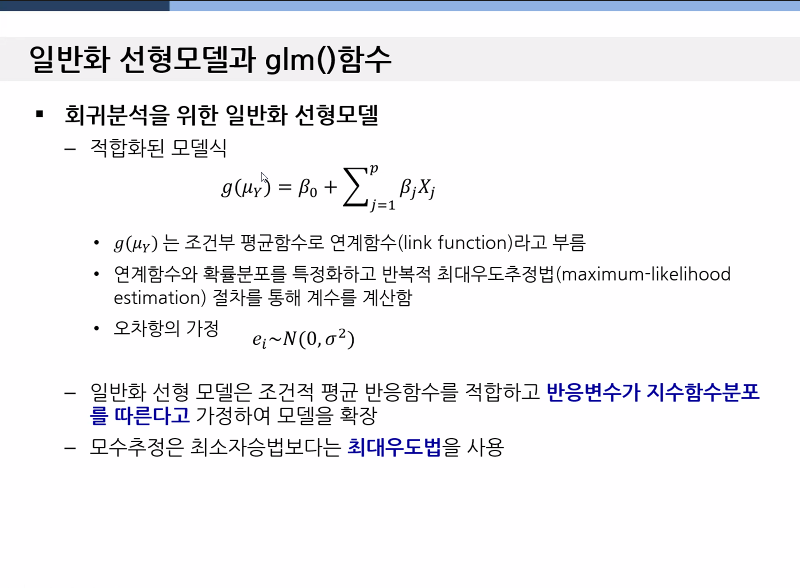 일반화 선형모델과 glm()함수
▪ 회귀분석을 위한 일반화 선형모델
– 적합화된 모델식
g(μ_Y) = β₀ + ∑_{j=1}^{p} β_j X_j
• g(μ_Y) 는 조건부 평균함수로 연계함수(link function)라고 부름
• 연계함수와 확률분포를 특정화하고 반복적 최대우도추정법(maximum-likelihood
estimation) 절차를 통해 계수를 계산함
• 오차항의 가정 e_i~N(0, σ²)
– 일반화 선형 모델은 조건적 평균 반응함수를 적합하고 반응변수가 지수함수분포
를 따른다고 가정하여 모델을 확장
– 모수추정은 최소자승법보다는 최대우도법을 사용